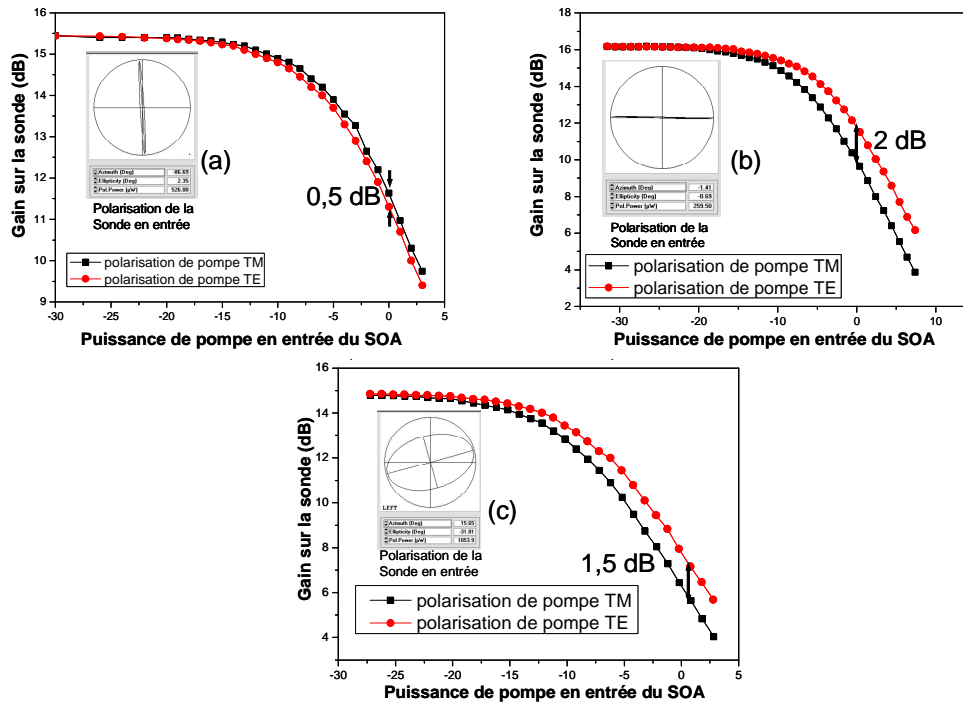 Gain sur la sonde (dB)
16
15
14
13
12
11
10
9
-30
-25
-20
-15
-10
-5
0
5
Azimuth (Deg) -86.69
Ellipticity (Deg) 2.35
Pol.Power (µW) 526.00
Polarisation de la
Sonde en entrée
(a)
0,5 dB
polarisation de pompe TM
polarisation de pompe TE
Puissance de pompe en entrée du SOA
Gain sur la sonde (dB)
18
16
14
12
10
8
6
4
2
-30
-20
-10
0
10
Azimuth (Deg) -1.41
Ellipticity (Deg) -0.69
Pol.Power (µW) 259.50
Polarisation de la
Sonde en entrée
(b)
2 dB
polarisation de pompe TM
polarisation de pompe TE
Puissance de pompe en entrée du SOA
Gain sur la sonde (dB)
16
14
12
10
8
6
4
-30
-25
-20
-15
-10
-5
0
5
LEFT
Azimuth (Deg) 15.65
Ellipticity (Deg) -31.01
Pol.Power (µW) 1053.9
Polarisation de la
Sonde en entrée
(c)
1,5 dB
polarisation de pompe TM
polarisation de pompe TE
Puissance de pompe en entrée du SOA